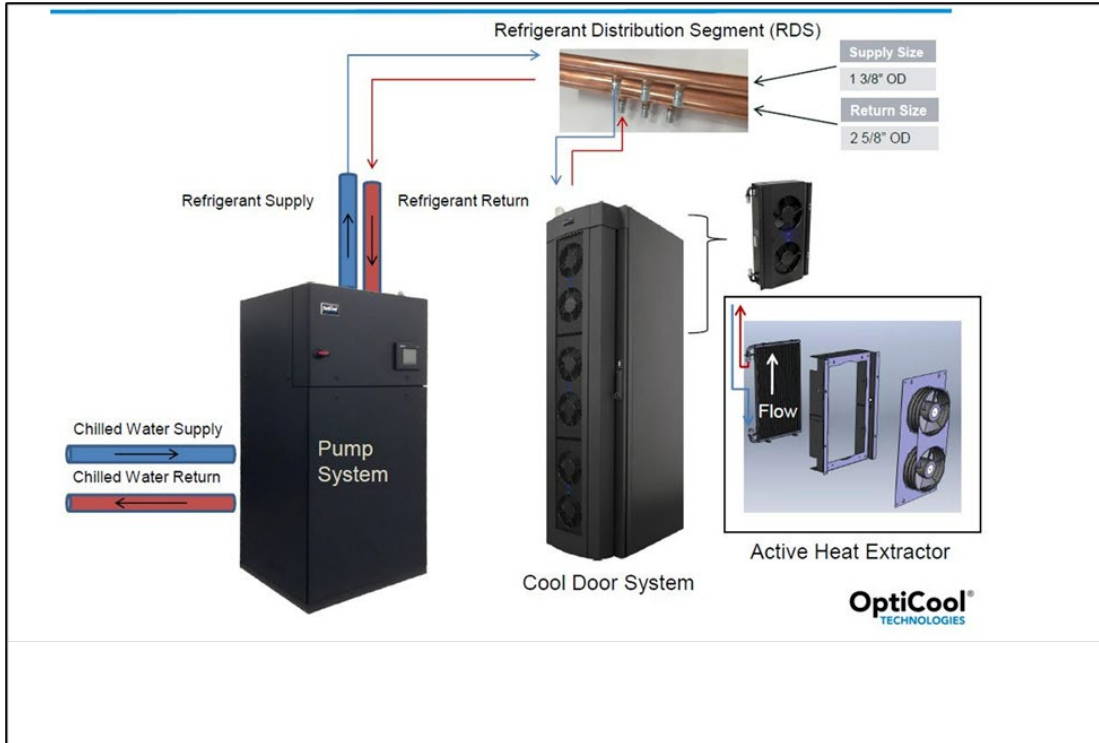 Refrigerant Distribution Segment (RDS)
Supply Size
1 3/8" OD
Return Size
2 5/8" OD
Refrigerant Supply
Refrigerant Return
OptiCool
Chilled Water Supply
Chilled Water Return
Pump
System
Flow
Cool Door System
Active Heat Extractor
OptiCool®
TECHNOLOGIES